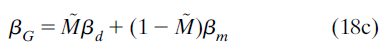 β_G = M̃β_d + (1 − M̃)β_m (18c)